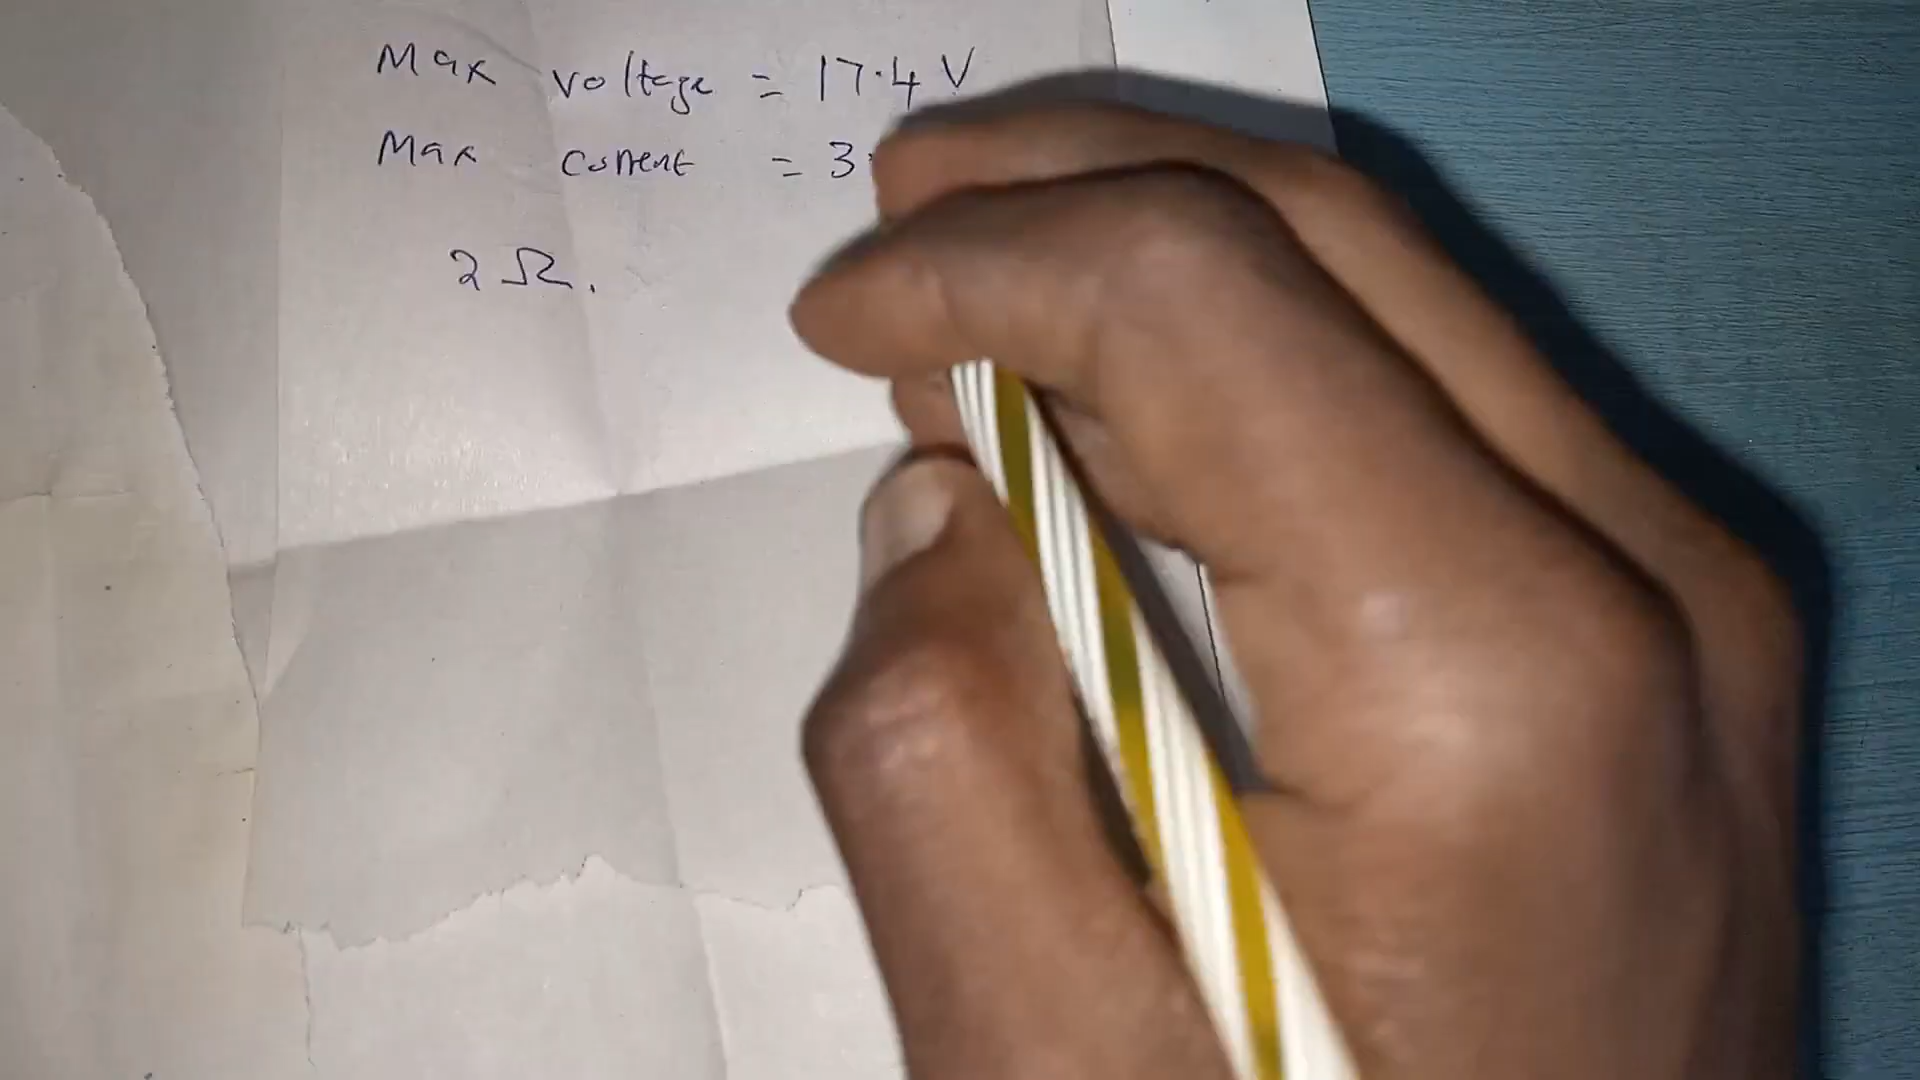 Max voltage = 17.4 V
Max current = 3
2 Ω.